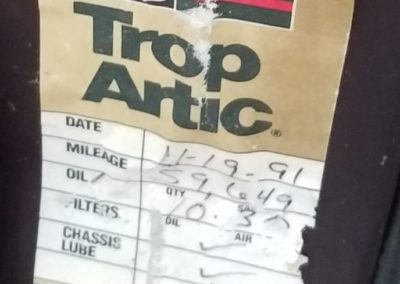 Trop
Artic®
DATE 11-19-91
MILEAGE 59,649
OIL QTY. 10-30
FILTERS OIL AIR
CHASSIS
LUBE